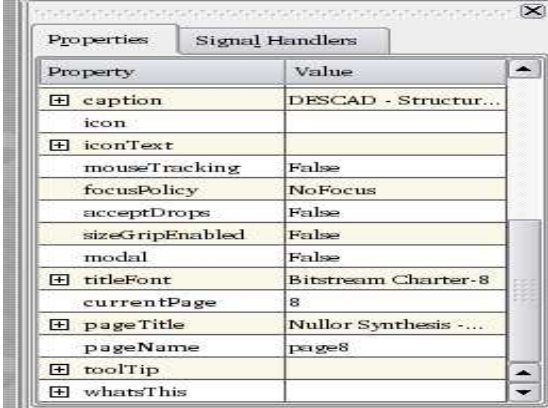 Properties Signal Handlers
Property Value
caption DESCAD - Structur...
icon
iconText
mouseTracking False
focusPolicy NoFocus
acceptDrops False
sizeGripEnabled False
modal False
titleFont Bitstream Charter-8
currentPage 8
pageTitle Nullor Synthesis -...
pageName page8
toolTip
whatsThis